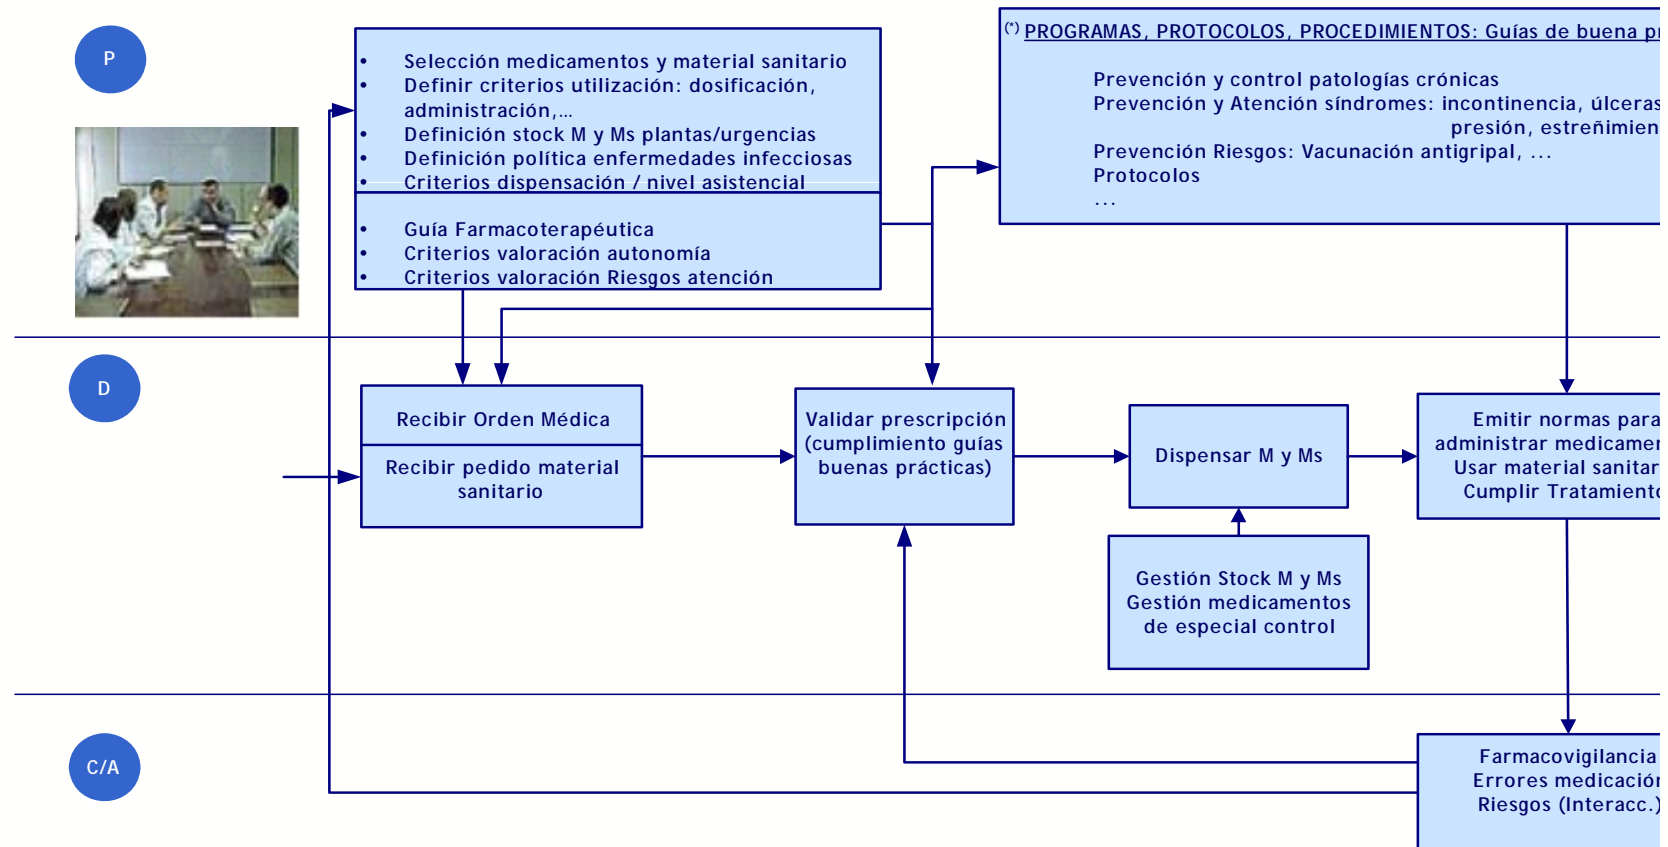 P
• Selección medicamentos y material sanitario
• Definir criterios utilización: dosificación,
administración,...
• Definición stock M y Ms plantas/urgencias
• Definición política enfermedades infecciosas
• Criterios dispensación / nivel asistencial
• Guía Farmacoterapéutica
• Criterios valoración autonomía
• Criterios valoración Riesgos atención
(*) PROGRAMAS, PROTOCOLOS, PROCEDIMIENTOS: Guías de buena
Prevención y control patologías crónicas
Prevención y Atención síndromes: incontinencia, úlceras
presión,
Prevención Riesgos: Vacunación antigripal, ...
Protocolos
...
D
Recibir Orden Médica
Recibir pedido material
sanitario
Validar prescripción
(cumplimiento guías
buenas prácticas)
Dispensar M y Ms
Gestión Stock M y Ms
Gestión medicamentos
de especial control
Emitir normas para
administrar
Usar material
Cumplir
C/A
Farmacovigilancia
Errores medicación
Riesgos (Interacc.)